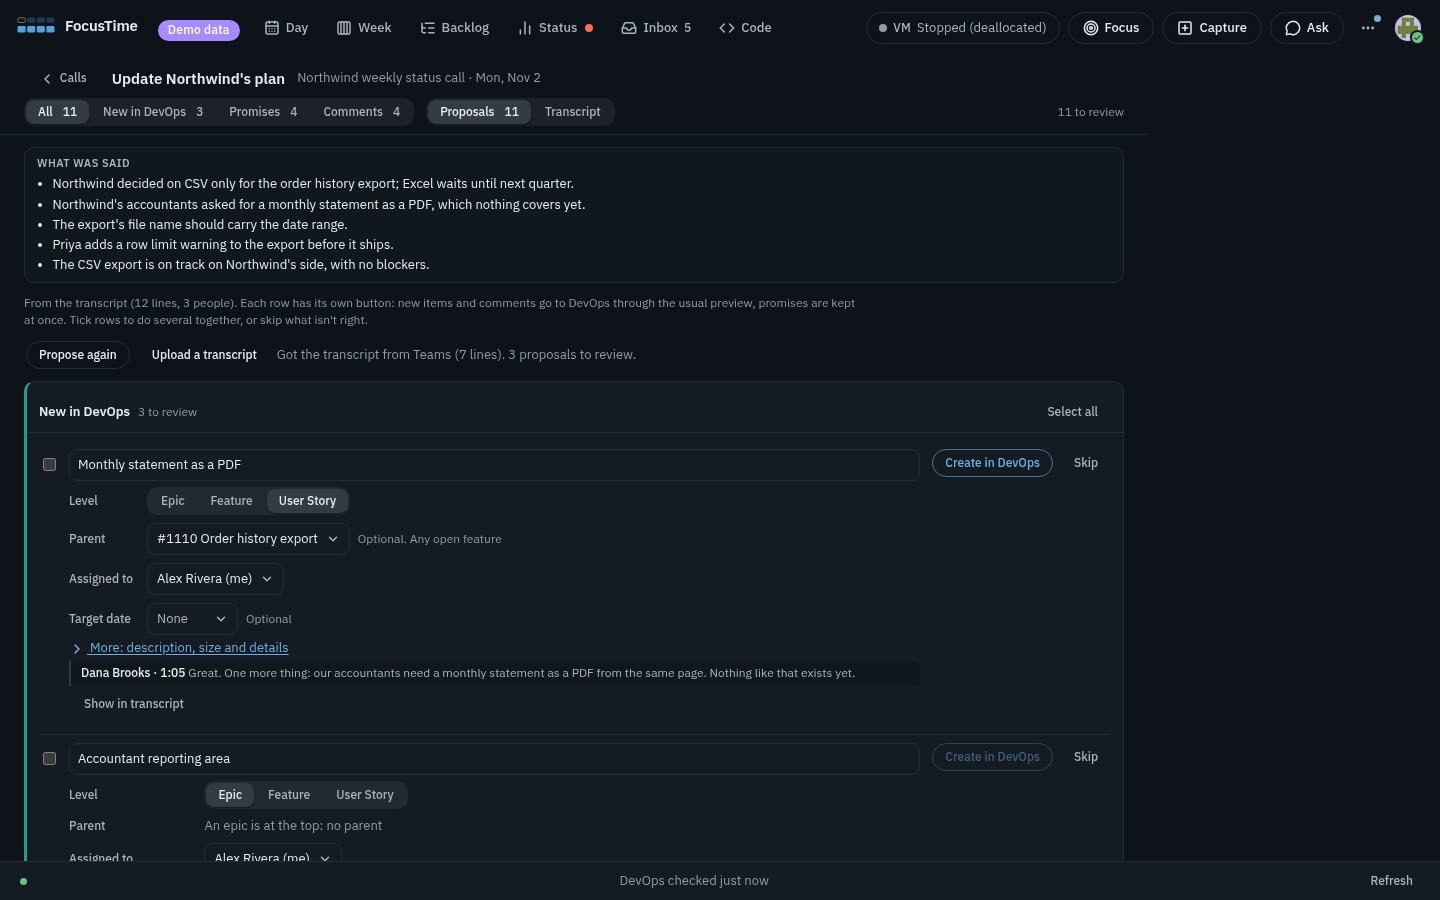 FocusTime
Demo data
Day
Week
Backlog
Status
Inbox 5
Code
VM Stopped (deallocated)
Focus
Capture
Ask
Calls
Update Northwind's plan
Northwind weekly status call · Mon, Nov 2
All 11
New in DevOps 3
Promises 4
Comments 4
Proposals 11
Transcript
11 to review
WHAT WAS SAID
• Northwind decided on CSV only for the order history export; Excel waits until next quarter.
• Northwind's accountants asked for a monthly statement as a PDF, which nothing covers yet.
• The export's file name should carry the date range.
• Priya adds a row limit warning to the export before it ships.
• The CSV export is on track on Northwind's side, with no blockers.
From the transcript (12 lines, 3 people). Each row has its own button: new items and comments go to DevOps through the usual preview, promises are kept
at once. Tick rows to do several together, or skip what isn't right.
Propose again
Upload a transcript
Got the transcript from Teams (7 lines). 3 proposals to review.
New in DevOps 3 to review
Select all
Monthly statement as a PDF
Create in DevOps
Skip
Level
Epic
Feature
User Story
Parent
#1110 Order history export
Optional. Any open feature
Assigned to
Alex Rivera (me)
Target date
None
Optional
More: description, size and details
Dana Brooks · 1:05 Great. One more thing: our accountants need a monthly statement as a PDF from the same page. Nothing like that exists yet.
Show in transcript
Accountant reporting area
Create in DevOps
Skip
Level
Epic
Feature
User Story
Parent
An epic is at the top: no parent
Assigned to
Alex Rivera (me)
DevOps checked just now
Refresh